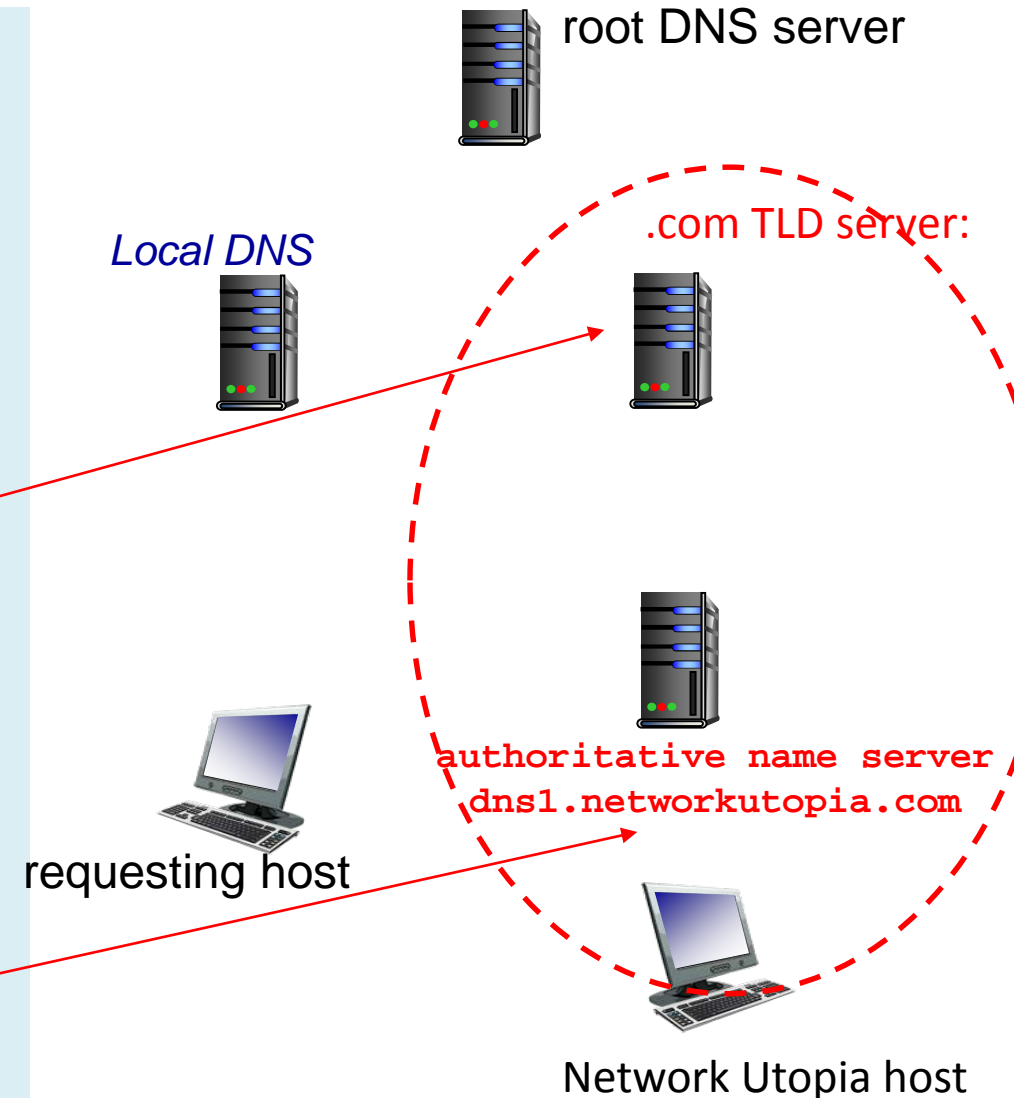 root DNS server
.com TLD server:
Local DNS
authoritative name server
dns1.networkutopia.com
requesting host
Network Utopia host